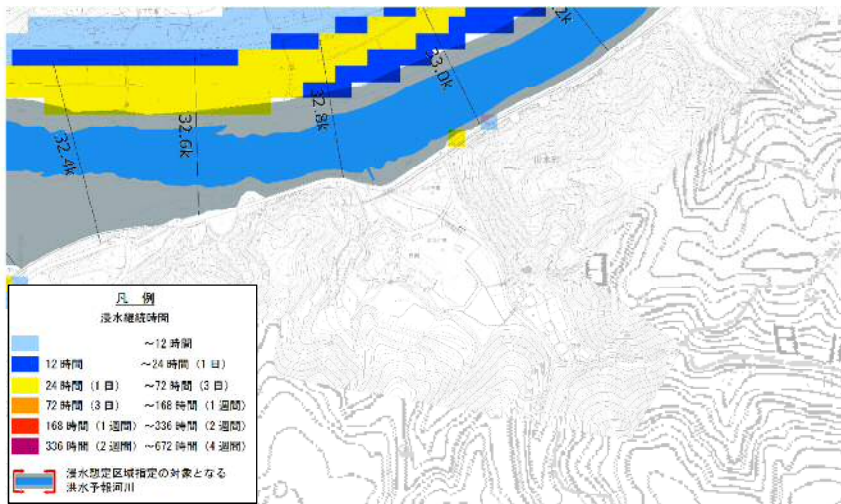 2k
33.0k
32.8k
32.6k
32.4k
凡 例
浸水継続時間
～12 時間
12 時間 ～24 時間 (1 日)
24 時間 (1 日) ～72 時間 (3 日)
72 時間 (3 日) ～168 時間 (1 週間)
168 時間 (1 週間) ～336 時間 (2 週間)
336 時間 (2 週間) ～672 時間 (4 週間)
浸水想定区域指定の対象となる
洪水予報河川